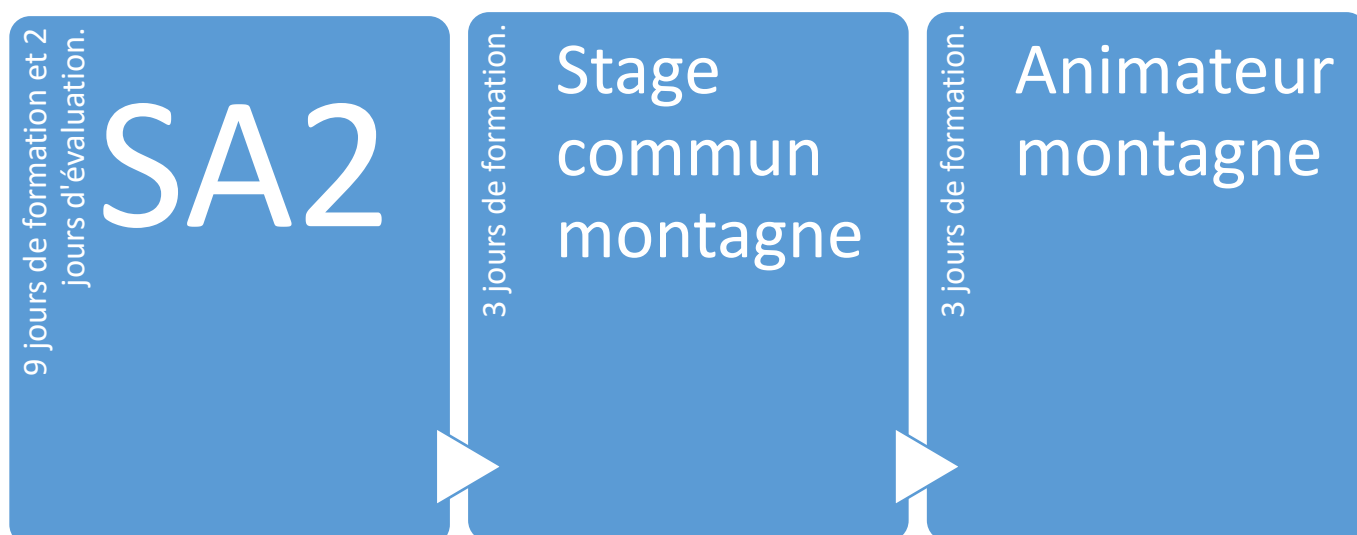 9 jours de formation et 2
jours d'évaluation.
SA2
3 jours de formation.
Stage
commun
montagne
3 jours de formation.
Animateur
montagne